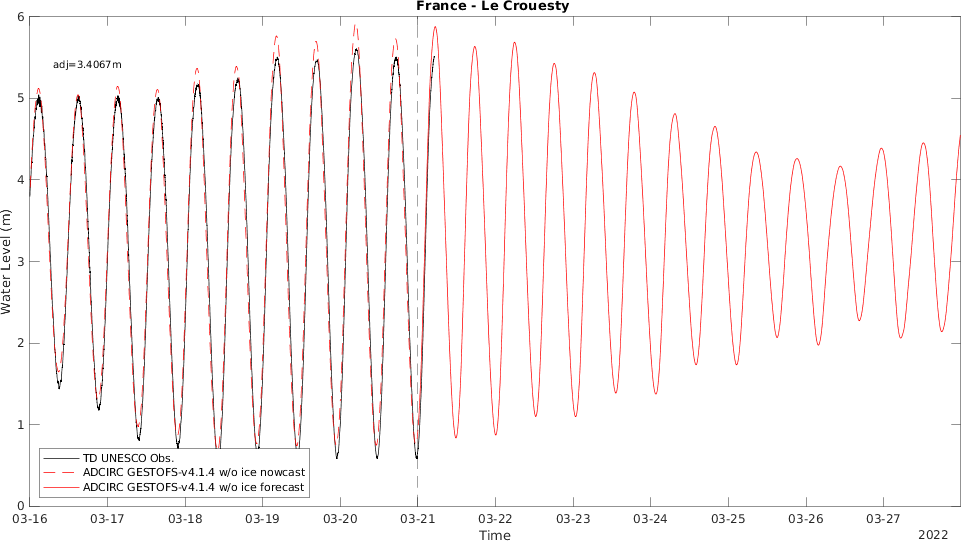 France - Le Crouesty
6
adj=3.4067m
5
4
3
2
1
0
Water Level (m)
TD UNESCO Obs.
ADCIRC GESTOFS-v4.1.4 w/o ice nowcast
ADCIRC GESTOFS-v4.1.4 w/o ice forecast
03-16 03-17 03-18 03-19 03-20 03-21 03-22 03-23 03-24 03-25 03-26 03-27
Time
2022